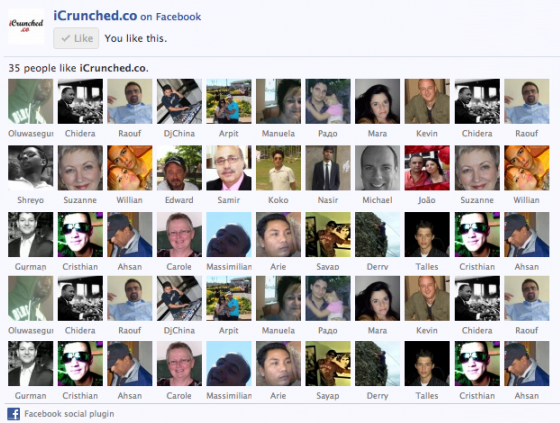 iCrunched
.co
iCrunched.co on Facebook
Like You like this.
35 people like iCrunched.co.
Oluwasegu Chidera Raouf DjChina Arpit Manuela Радо Mara Kevin Chidera Raouf
Shreyo Suzanne Willian Edward Samir Koko Nasir Michael João Suzanne Willian
Gurman Cristhian Ahsan Carole Massimilian Arie Sayap Derry Talles Cristhian Ahsan
Oluwasegu Chidera Raouf DjChina Arpit Manuela Радо Mara Kevin Chidera Raouf
Gurman Cristhian Ahsan Carole Massimilian Arie Sayap Derry Talles Cristhian Ahsan
Facebook social plugin